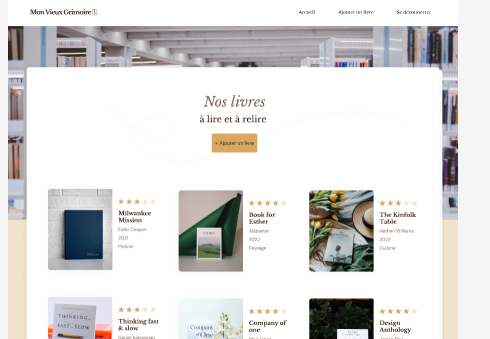 Mon Vieux Grimoire
Accueil
Ajouter un livre
Se déconnecter
Nos livres
à lire et à relire
+ Ajouter un livre
Milwaukee
Mission
Elder Cooper
2021
Policier
Book for
Esther
Alabaster
2022
Paysage
The Kinfolk
Table
Nathan Williams
2022
Cuisine
THINKING,
FAST AND SLOW
Thinking fast
& slow
Daniel Kahneman
Company
of One
Company of
one
Design
Anthology